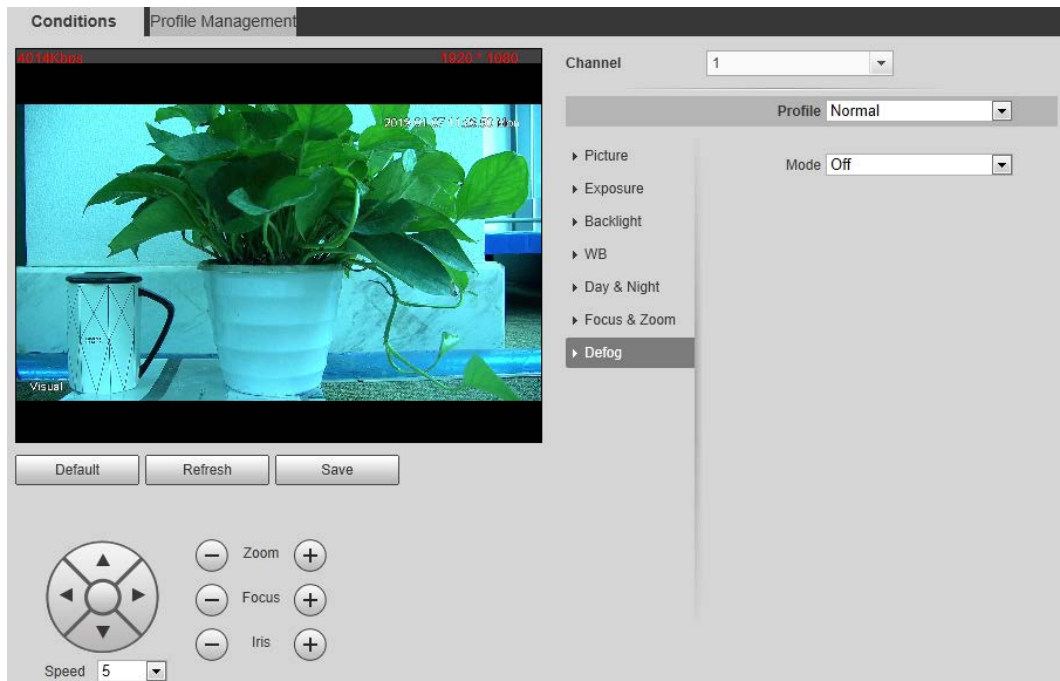 Conditions
Profile Management
4014Kbps 1920 * 1080
Visual
Default Refresh Save
Zoom
Focus
Iris
Speed 5
Channel 1
Profile Normal
Picture
Exposure
Backlight
WB
Day & Night
Focus & Zoom
Defog
Mode Off